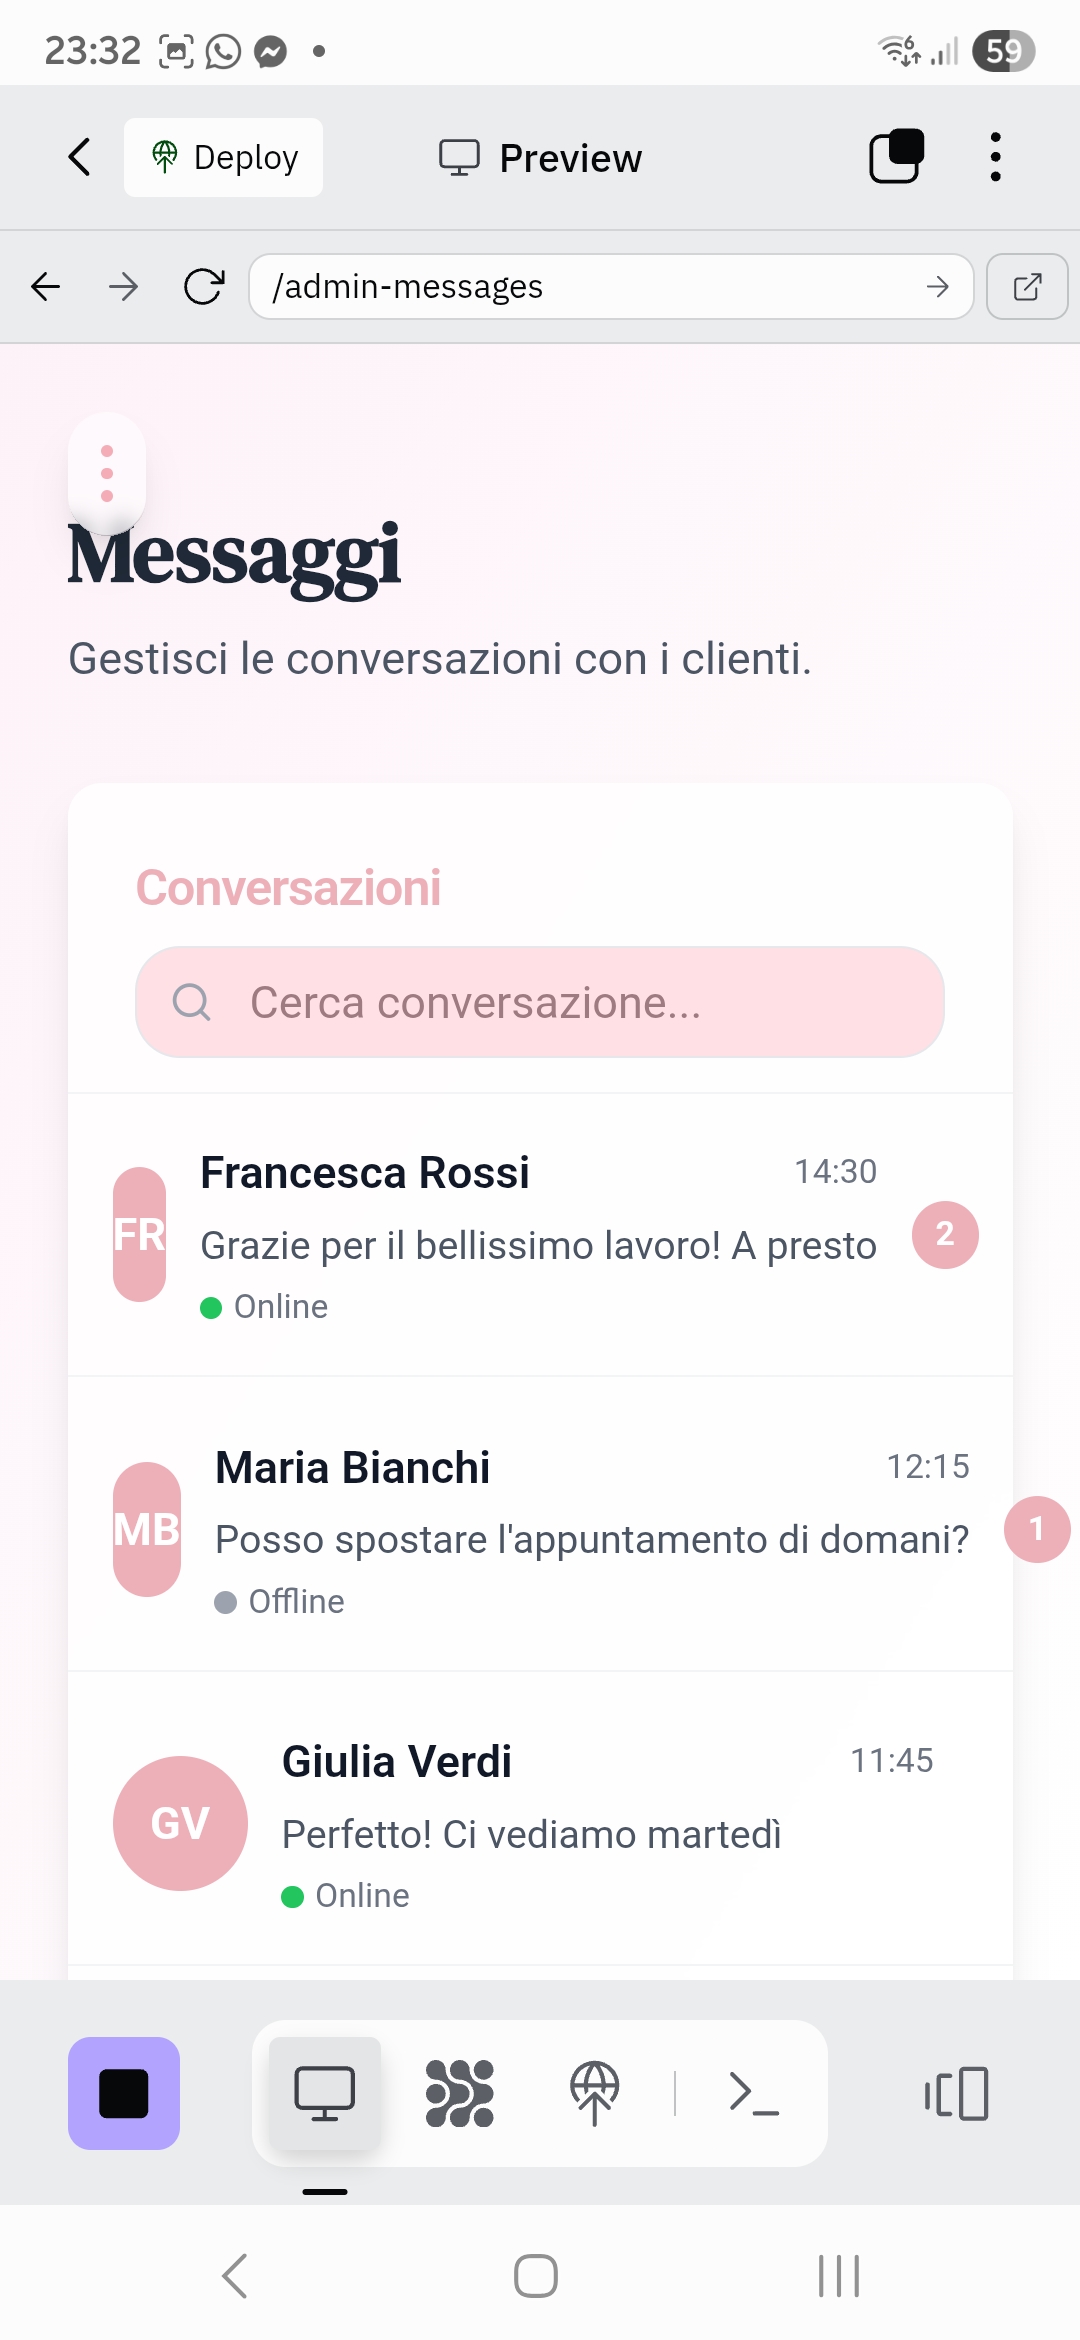 23:32
6
59
Deploy
Preview
/admin-messages
Messaggi
Gestisci le conversazioni con i clienti.
Conversazioni
Cerca conversazione...
FR
Francesca Rossi
14:30
Grazie per il bellissimo lavoro! A presto
2
Online
MB
Maria Bianchi
12:15
Posso spostare l'appuntamento di domani?
1
Offline
GV
Giulia Verdi
11:45
Perfetto! Ci vediamo martedì
Online